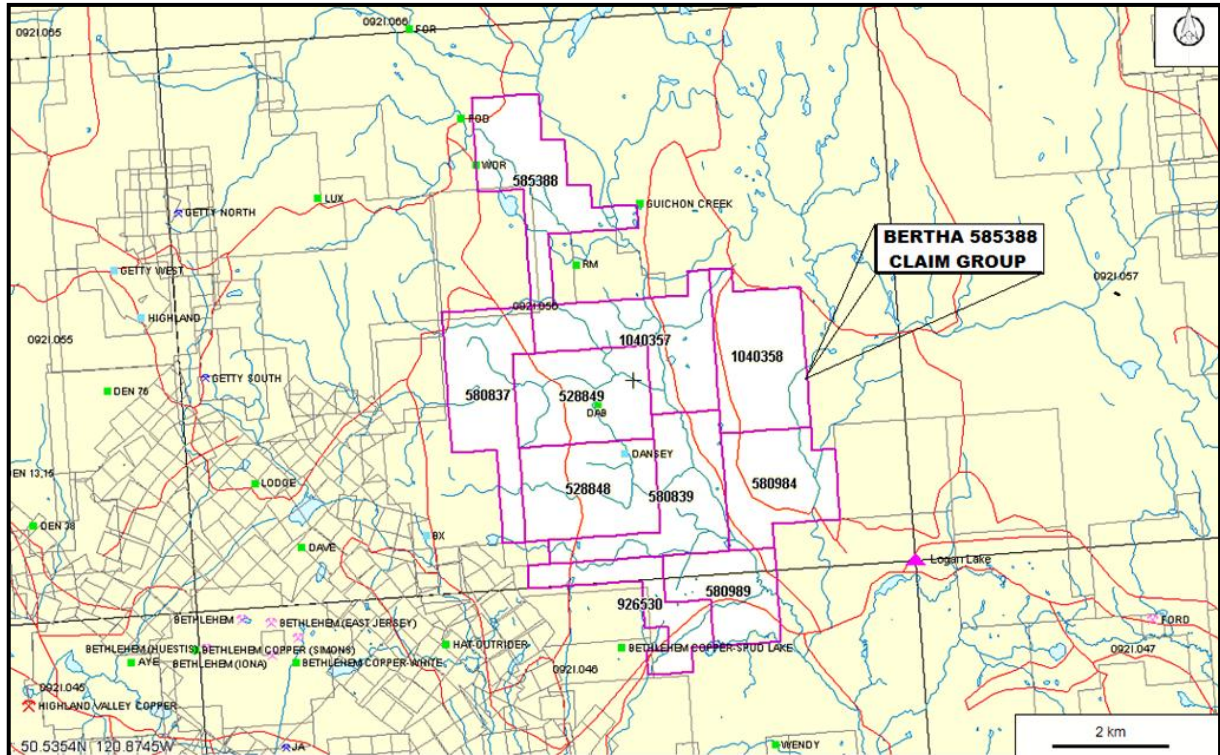 092I.066
FOR
092I.065
FOD
WDR
585388
LUX
GUICHON CREEK
GETTY NORTH
BERTHA 585388
CLAIM GROUP
GETTY WEST
RM
092I.057
092I.056
HIGHLAND
092I.055
1040357
1040358
GETTY SOUTH
DEN 76
580837
528849
DAB
DANSEY
DEN 13,15
LODGE
528848
580839
580984
DEN 38
BX
DAVE
Logan Lake
580989
926530
BETHLEHEM
BETHLEHEM (EAST JERSEY)
FORD
HAT-OUTRIDER
BETHLEHEM (HUESTIS)
BETHLEHEM COPPER (SIMONS)
BETHLEHEM COPPER-SPUD LAKE
092I.047
AYE
BETHLEHEM (IONA)
BETHLEHEM COPPER-WHITE
092I.046
092I.045
HIGHLAND VALLEY COPPER
2 km
50.5354N 120.8745W
JA
WENDY